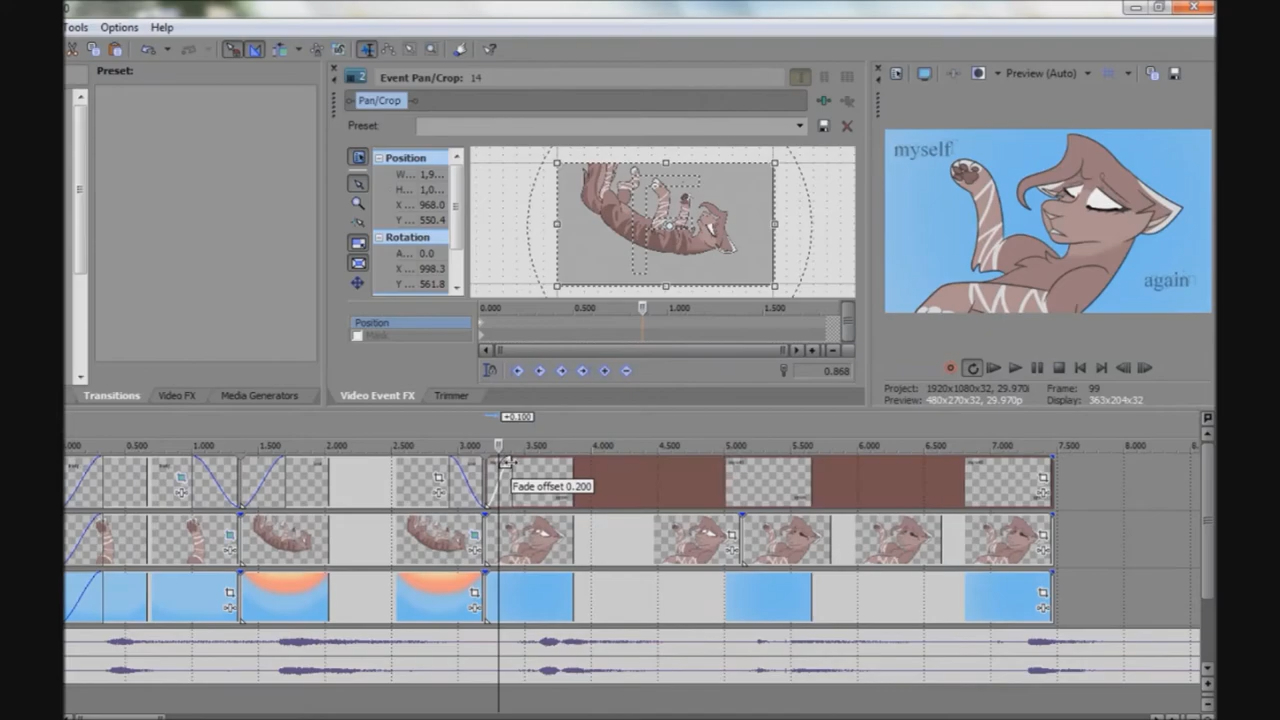 Tools Options Help
Preset:
Event Pan/Crop: 14
Pan/Crop
Preset:
Position
W... 1,9...
H... 1,0...
X ... 968.0
Y ... 550.4
Rotation
A... 0.0
X ... 998.3
Y ... 561.8
0.000 0.500 1.000 1.500
Position
Mask
0.868
Preview (Auto)
myself
again
Project: 1920x1080x32, 29.970i
Frame: 99
Preview: 480x270x32, 29.970p
Display: 363x204x32
Transitions Video FX Media Generators
Video Event FX Trimmer
+0.100
0.500 1.000 1.500 2.000 2.500 3.000 3.500 4.000 4.500 5.000 5.500 6.000 6.500 7.000 7.500 8.000
Fade offset 0.200